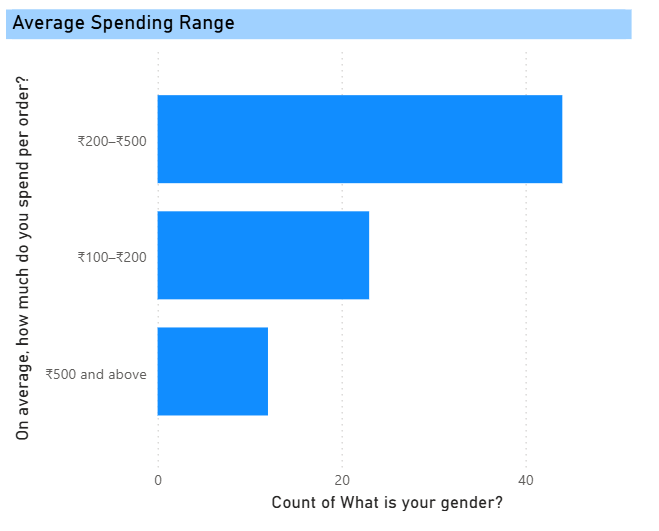 Average Spending Range
On average, how much do you spend per order?
₹200–₹500
₹100–₹200
₹500 and above
0 20 40
Count of What is your gender?